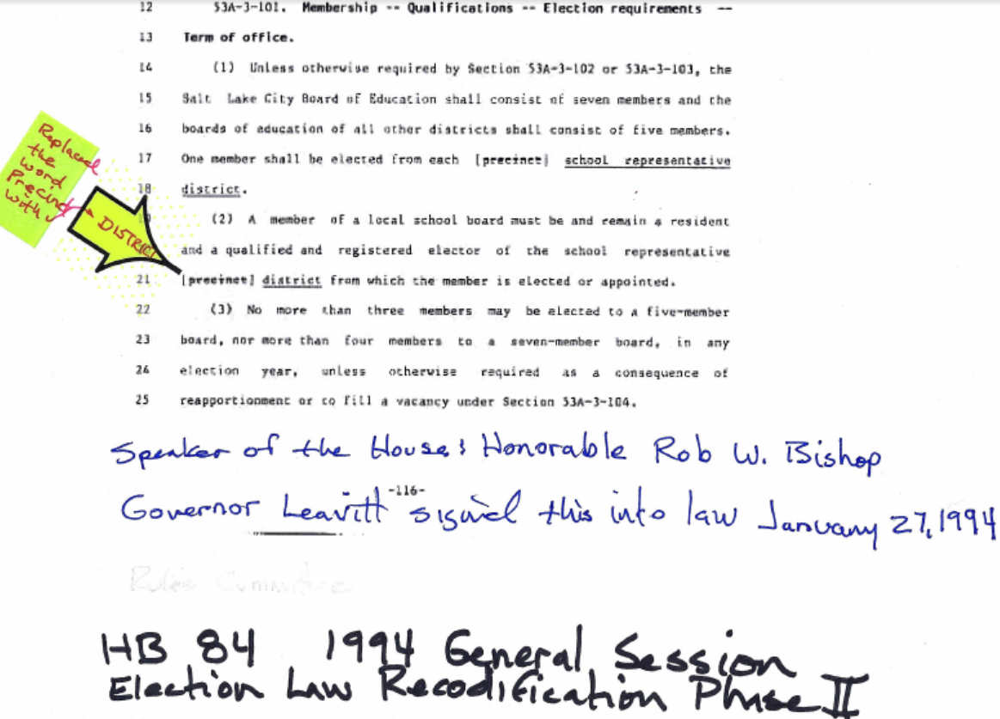 12 53A-3-101. Membership -- Qualifications -- Election requirements --
13 Term of office.
14 (1) Unless otherwise required by Section 53A-3-102 or 53A-3-103, the
15 Salt Lake City Board of Education shall consist of seven members and the
16 boards of education of all other districts shall consist of five members.
17 One member shall be elected from each [precinct] school representative
18 district.
(2) A member of a local school board must be and remain a resident
and a qualified and registered elector of the school representative
21 [precinct] district from which the member is elected or appointed.
22 (3) No more than three members may be elected to a five-member
23 board, nor more than four members to a seven-member board, in any
24 election year, unless otherwise required as a consequence of
25 reapportionment or to fill a vacancy under Section 53A-3-104.
Replaced
the
word
Precinct
with
DISTRICT
Speaker of the House: Honorable Rob W. Bishop
-116-
Governor Leavitt signed this into law January 27, 1994
Rules Committee
HB 84 1994 General Session
Election Law Recodification Phase II